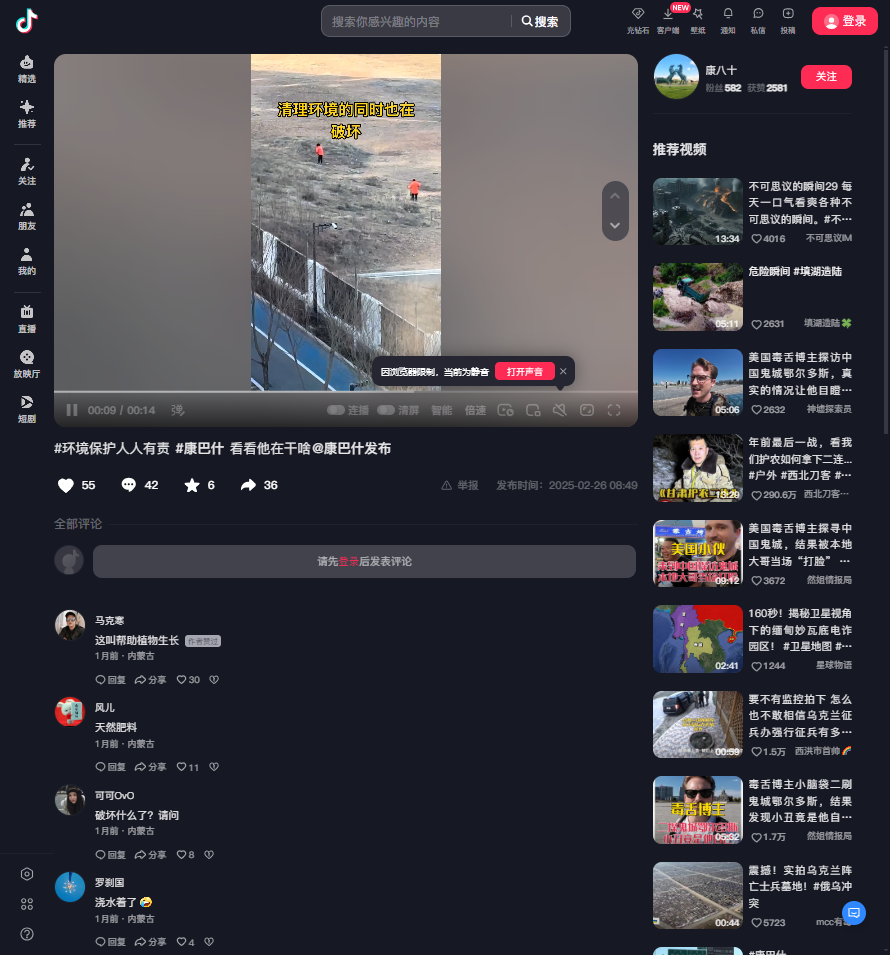 搜索你感兴趣的内容
搜索
充钻石
客户端
NEW
壁纸
通知
私信
投稿
登录
精选
推荐
关注
朋友
我的
直播
放映厅
短剧
清理环境的同时也在
破坏
因浏览器限制，当前为静音
打开声音
00:09 / 00:14
连播
清屏
智能
倍速
#环境保护人人有责 #康巴什 看看他在干啥@康巴什发布
55
42
6
36
举报
发布时间：2025-02-26 08:49
全部评论
请先登录后发表评论
马克寒
这叫帮助植物生长 作者赞过
1月前 · 内蒙古
回复 分享 30
风儿
天然肥料
1月前 · 内蒙古
回复 分享 11
可可OvO
破坏什么了？请问
1月前 · 内蒙古
回复 分享 8
罗刹国
浇水着了🤣
1月前 · 内蒙古
回复 分享 4
康八十
粉丝582 获赞2581
关注
推荐视频
13:34
不可思议的瞬间29 每
天一口气看爽各种不
可思议的瞬间。#不…
4016 不可思议IM
05:11
危险瞬间 #填湖造陆
2631 填湖造陆🍀
05:06
美国毒舌博主探访中
国鬼城鄂尔多斯，真
实的情况让他目瞪…
2632 神墟探索员
15:29
年前最后一战，看我
们护农如何拿下二连...
#户外 #西北刀客 #…
290.6万 西北刀客…
美国小伙
09:12
美国毒舌博主探寻中
国鬼城，结果被本地
大哥当场“打脸” …
3672 然姐情报局
02:41
160秒！揭秘卫星视角
下的缅甸妙瓦底电诈
园区！ #卫星地图 #…
1244 星球物语
00:59
要不有监控拍下 怎么
也不敢相信乌克兰征
兵办强行征兵有多…
1.5万 西洪市首帅🌈
毒舌博主
05:32
毒舌博主小脑袋二刷
鬼城鄂尔多斯，结果
发现小丑竟是他自…
1.7万 然姐情报局
00:44
震撼！实拍乌克兰阵
亡士兵墓地！#俄乌冲
突
5723 mcc有
#康巴什